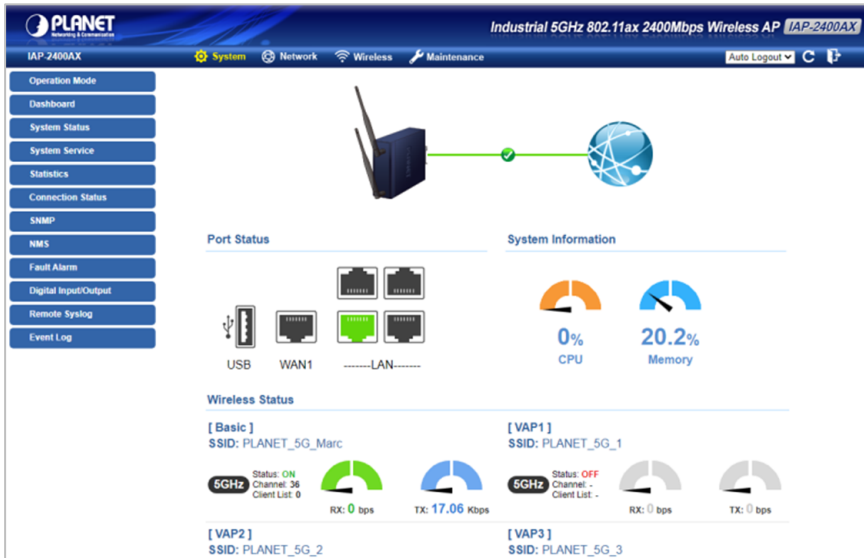 PLANET
Networking & Communication
Industrial 5GHz 802.11ax 2400Mbps Wireless AP IAP-2400AX
IAP-2400AX
System Network Wireless Maintenance
Auto Logout
Operation Mode
Dashboard
System Status
System Service
Statistics
Connection Status
SNMP
NMS
Fault Alarm
Digital Input/Output
Remote Syslog
Event Log
Port Status
USB WAN1 -------LAN-------
System Information
0% 20.2%
CPU Memory
Wireless Status
[ Basic ]
SSID: PLANET_5G_Marc
5GHz
Status: ON
Channel: 36
Client List: 0
RX: 0 bps
TX: 17.06 Kbps
[ VAP1 ]
SSID: PLANET_5G_1
5GHz
Status: OFF
Channel: -
Client List: -
RX: 0 bps
TX: 0 bps
[ VAP2 ]
SSID: PLANET_5G_2
[ VAP3 ]
SSID: PLANET_5G_3